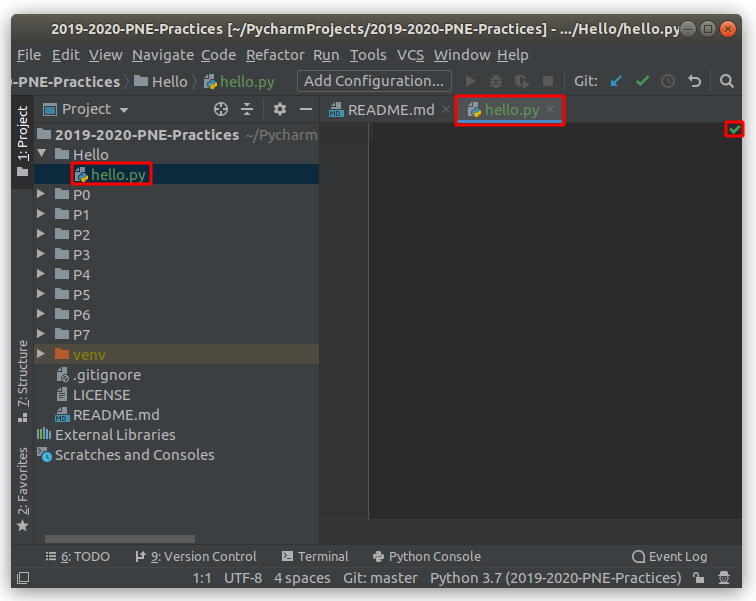 2019-2020-PNE-Practices [~/PycharmProjects/2019-2020-PNE-Practices] - .../Hello/hello.py
File Edit View Navigate Code Refactor Run Tools VCS Window Help
0-PNE-Practices Hello hello.py Add Configuration... Git:
1: Project
Project
README.md
hello.py
2019-2020-PNE-Practices ~/Pycharm
Hello
hello.py
P0
P1
P2
P3
P4
P5
P6
P7
venv
.gitignore
LICENSE
README.md
External Libraries
Scratches and Consoles
7: Structure
2: Favorites
6: TODO 9: Version Control Terminal Python Console Event Log
1:1 UTF-8 4 spaces Git: master Python 3.7 (2019-2020-PNE-Practices)